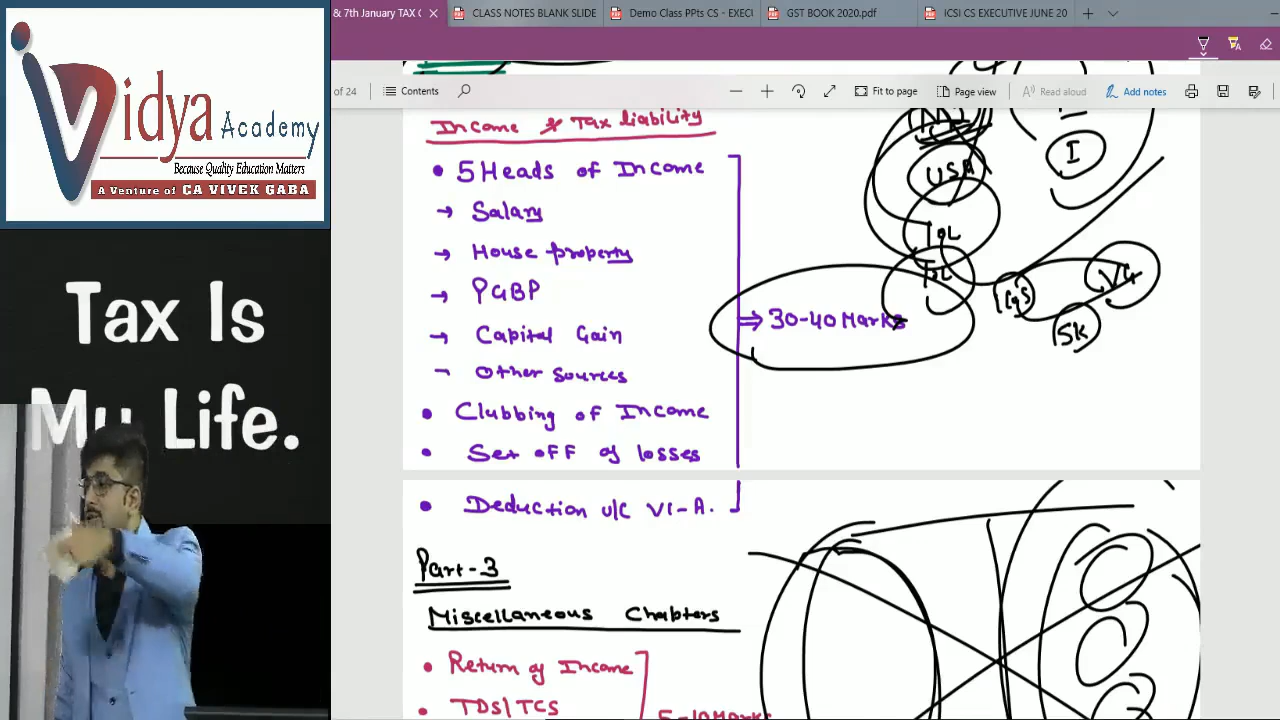 & 7th January TAX C
CLASS NOTES BLANK SLIDE
Demo Class PPts CS - EXECU
GST BOOK 2020.pdf
ICSI CS EXECUTIVE JUNE 20
of 24
Contents
Fit to page
Page view
Read aloud
Add notes
Vidya Academy
Because Quality Education Matters
A Venture of CA VIVEK GABA
Tax Is
My Life.
Income & Tax liability
• 5 Heads of Income
→ Salary
→ House property
→ PGBP
→ Capital Gain
→ Other sources
• Clubbing of Income
• Set oFF of losses
• Deduction u/c VI-A.
⇒ 30-40 Marks
USA
I
VG
SK
Part-3
Miscellaneous Chapters
• Return of Income
• TDS/TCS
5-10 Marks